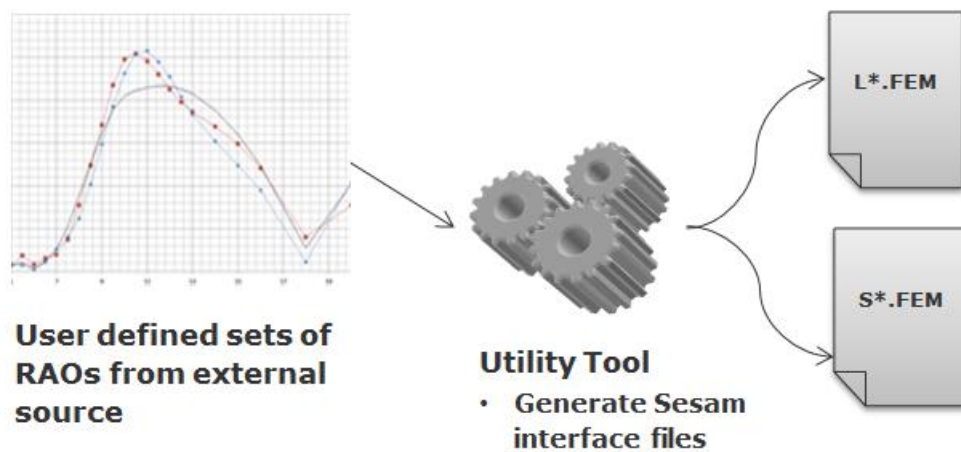 L*.FEM
S*.FEM
User defined sets of
RAOs from external
source
Utility Tool
• Generate Sesam
interface files